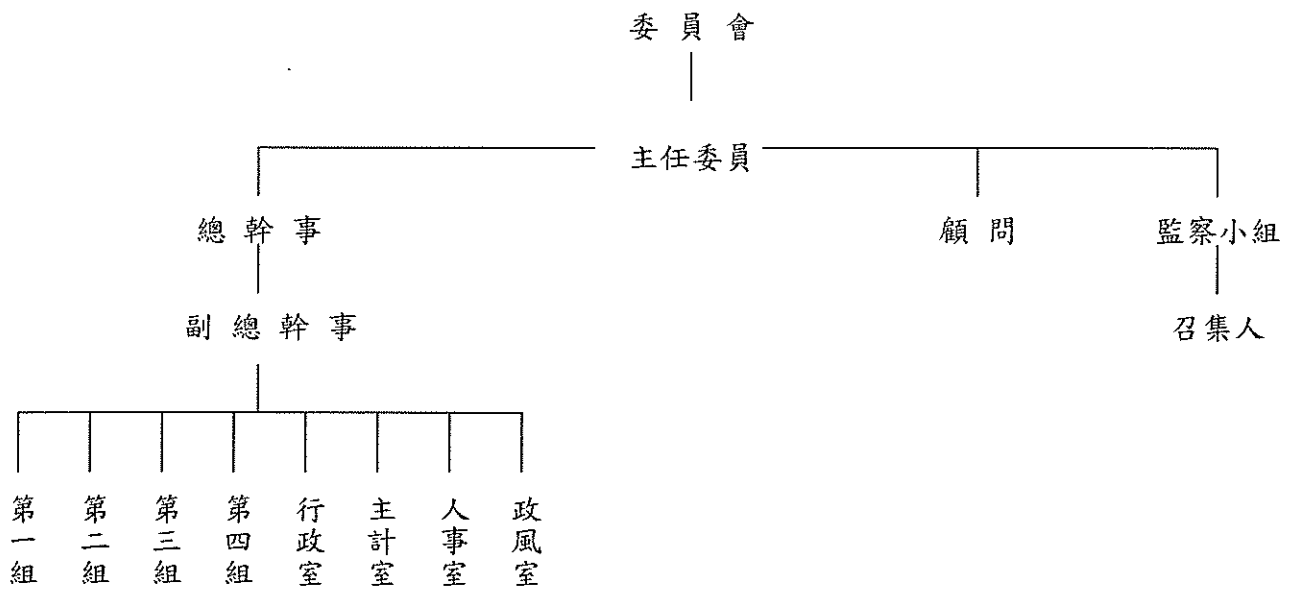 委員會
主任委員
總幹事
顧問
監察小組
副總幹事
召集人
第一組
第二組
第三組
第四組
行政室
主計室
人事室
政風室